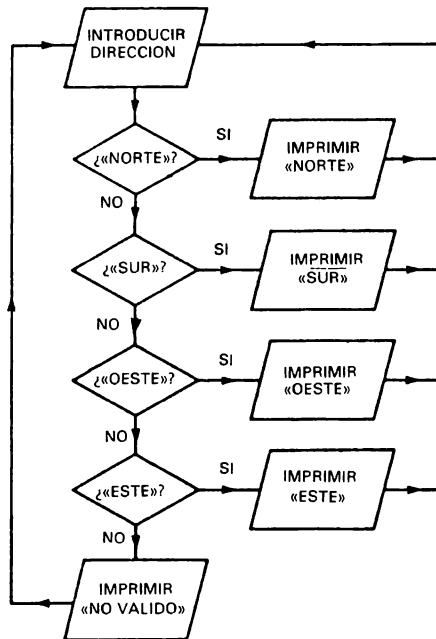 INTRODUCIR
DIRECCION
¿«NORTE»?
SI
IMPRIMIR
«NORTE»
NO
¿«SUR»?
SI
IMPRIMIR
«SUR»
NO
¿«OESTE»?
SI
IMPRIMIR
«OESTE»
NO
¿«ESTE»?
SI
IMPRIMIR
«ESTE»
NO
IMPRIMIR
«NO VALIDO»